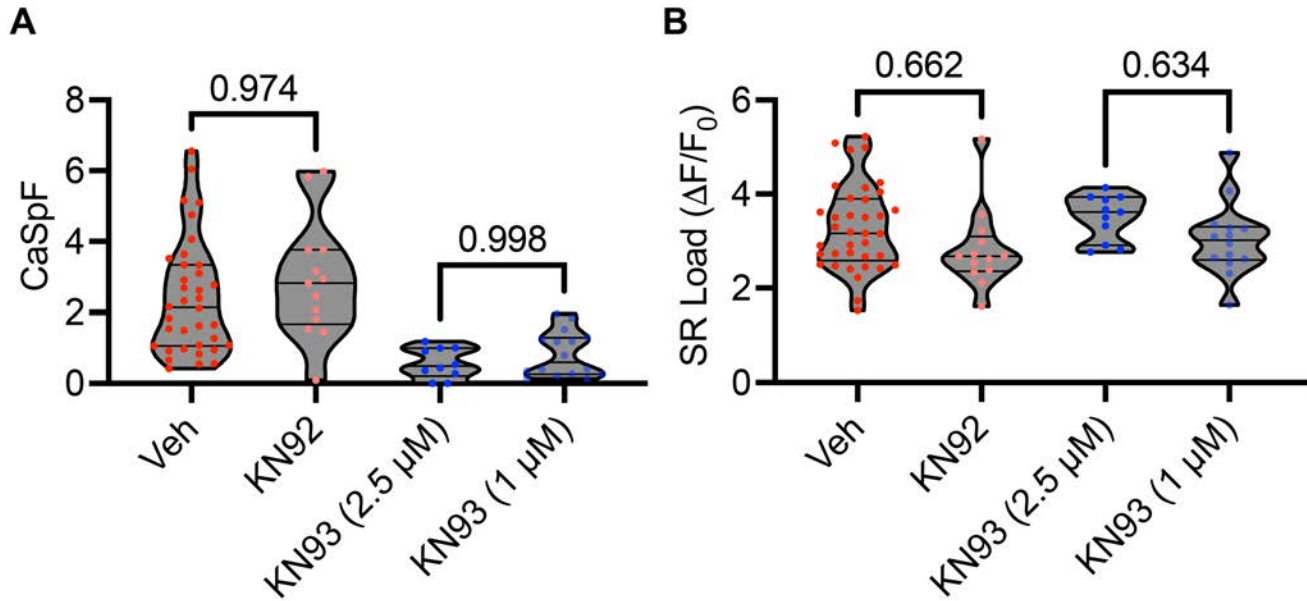 A
0.974
0.998
CaSpF
8
6
4
2
0
Veh
KN92
KN93 (2.5 µM)
KN93 (1 µM)
B
0.662
0.634
SR Load (ΔF/F₀)
6
4
2
0
Veh
KN92
KN93 (2.5 µM)
KN93 (1 µM)